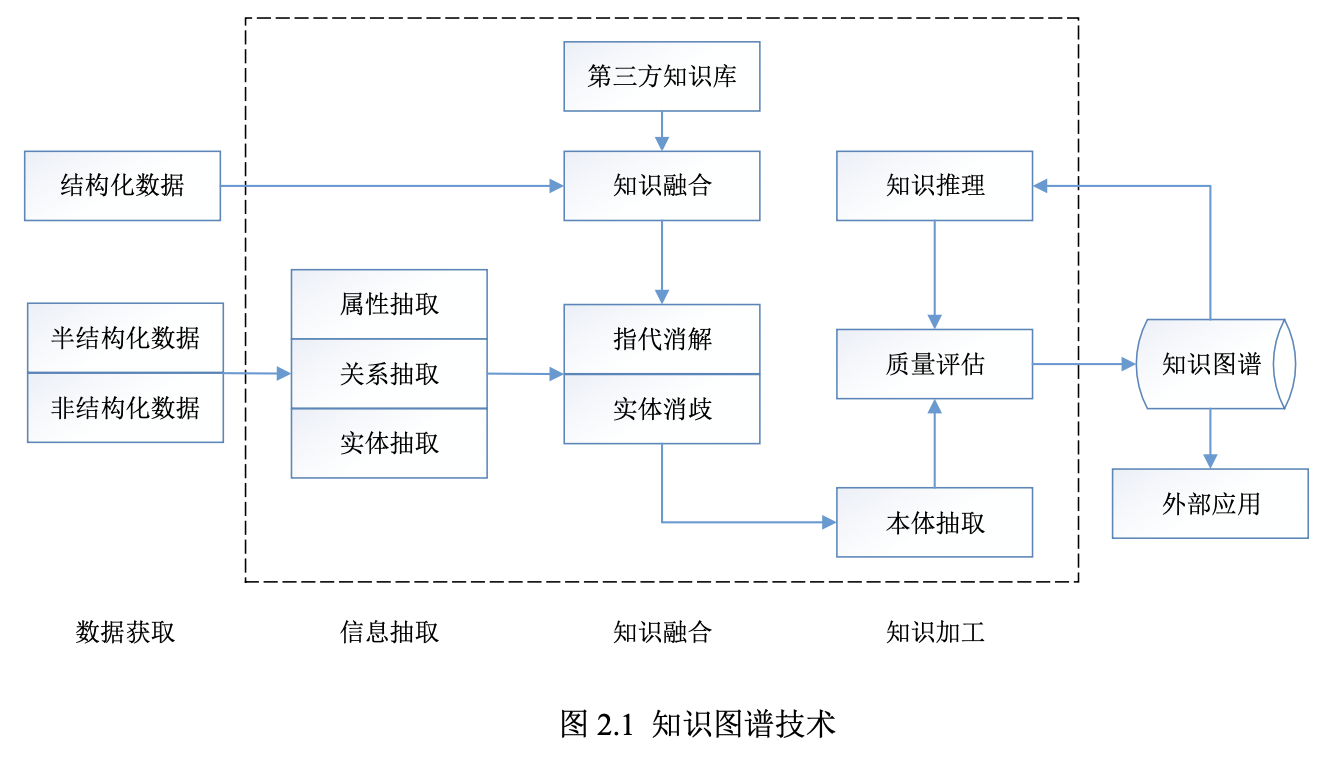 第三方知识库
结构化数据
知识融合
知识推理
属性抽取
关系抽取
实体抽取
半结构化数据
非结构化数据
指代消解
实体消歧
质量评估
知识图谱
本体抽取
外部应用
数据获取
信息抽取
知识融合
知识加工
图 2.1 知识图谱技术